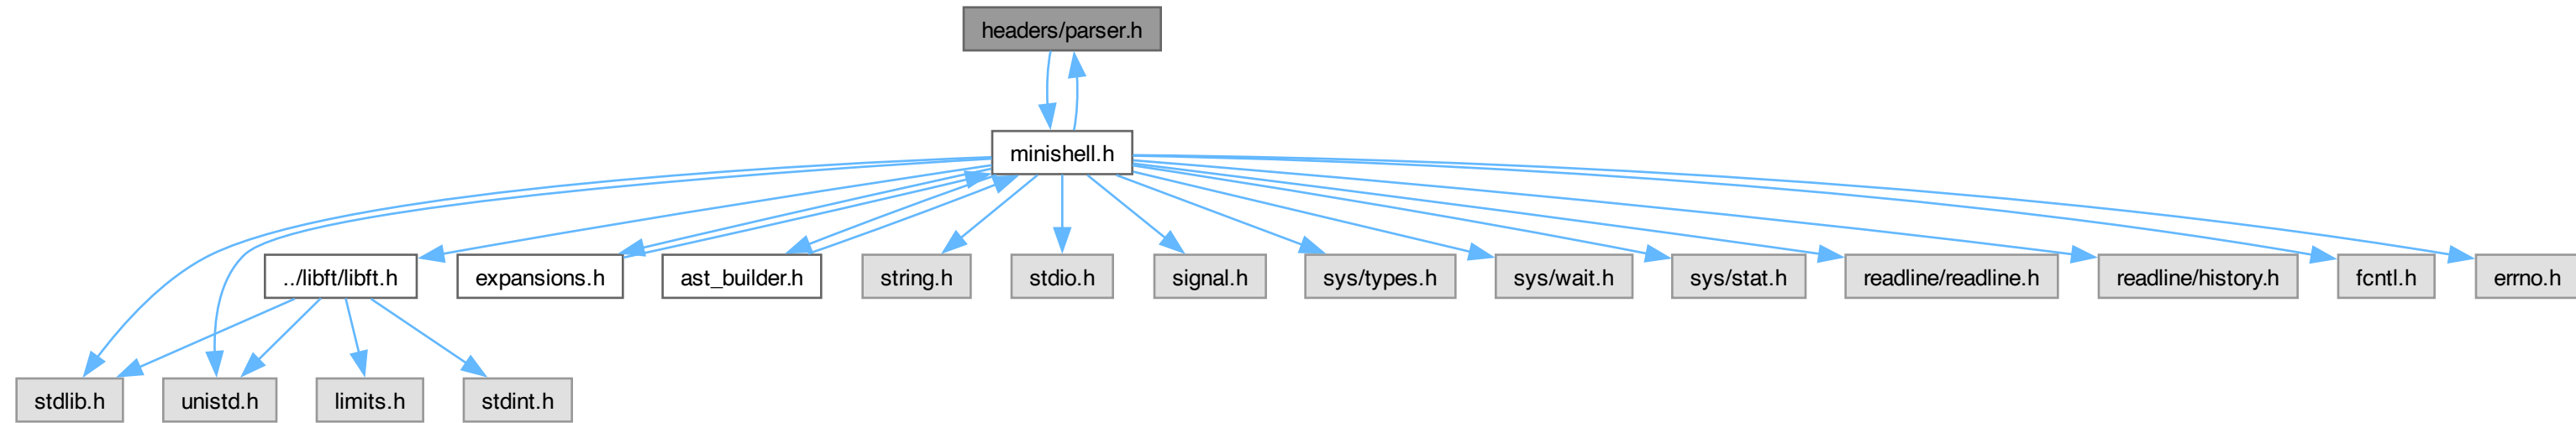 headers/parser.h
minishell.h
../libft/libft.h
expansions.h
ast_builder.h
string.h
stdio.h
signal.h
sys/types.h
sys/wait.h
sys/stat.h
readline/readline.h
readline/history.h
fcntl.h
errno.h
stdlib.h
unistd.h
limits.h
stdint.h